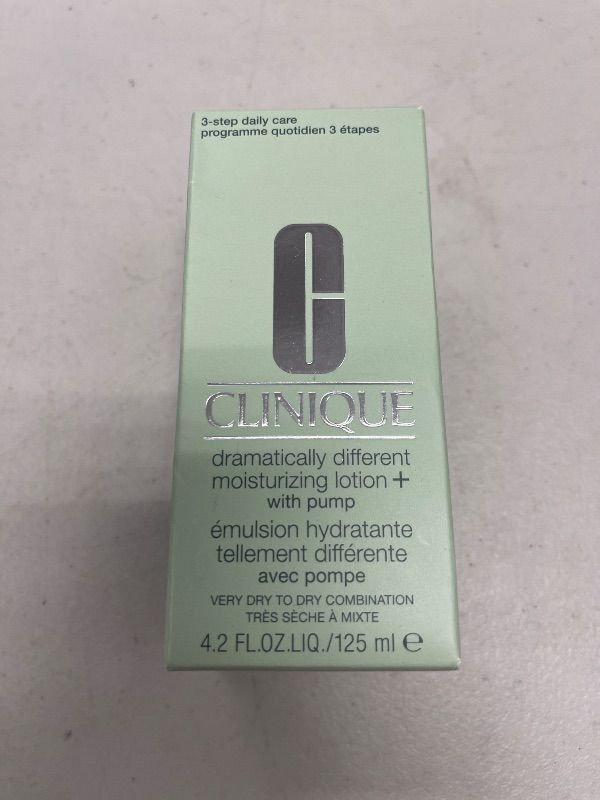 3-step daily care
programme quotidien 3 étapes
C
CLINIQUE
dramatically different
moisturizing lotion +
with pump
émulsion hydratante
tellement différente
avec pompe
VERY DRY TO DRY COMBINATION
TRÈS SÈCHE À MIXTE
4.2 FL.OZ.LIQ./125 ml ℮